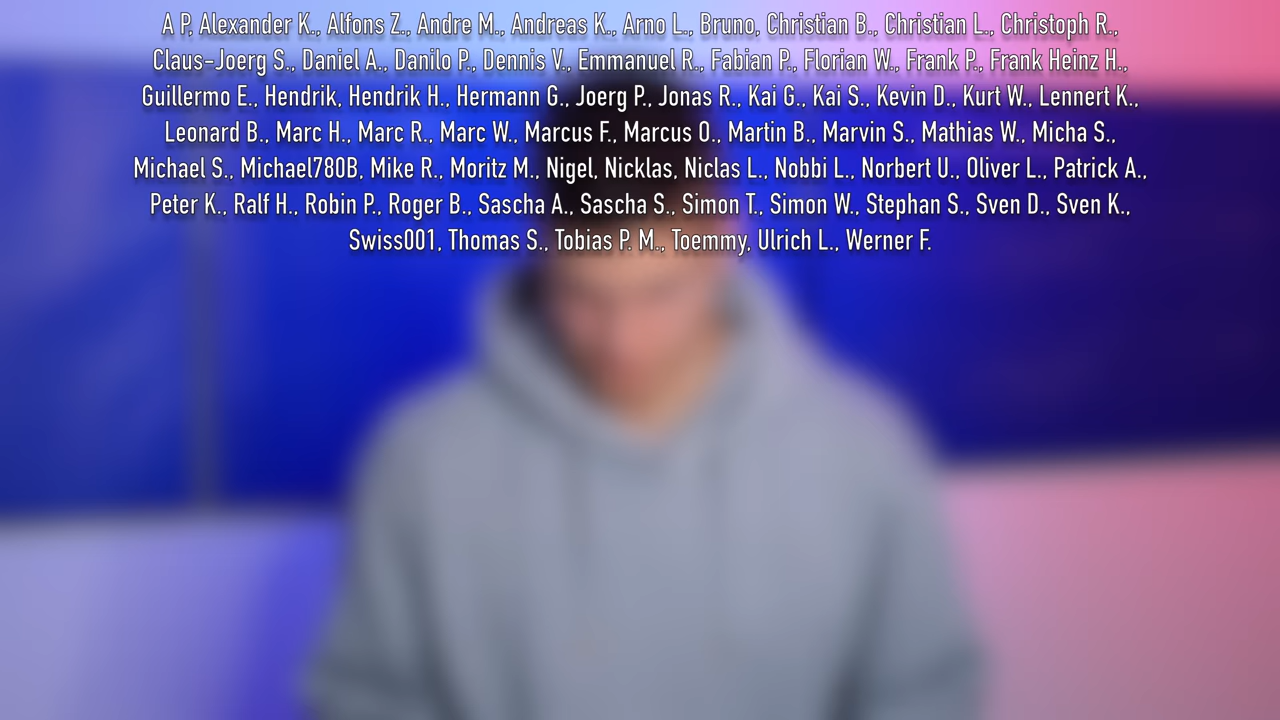 A P, Alexander K., Alfons Z., Andre M., Andreas K., Arno L., Bruno, Christian B., Christian L., Christoph R.,
Claus-Joerg S., Daniel A., Danilo P., Dennis V., Emmanuel R., Fabian P., Florian W., Frank P., Frank Heinz H.,
Guillermo E., Hendrik, Hendrik H., Hermann G., Joerg P., Jonas R., Kai G., Kai S., Kevin D., Kurt W., Lennert K.,
Leonard B., Marc H., Marc R., Marc W., Marcus F., Marcus O., Martin B., Marvin S., Mathias W., Micha S.,
Michael S., Michael780B, Mike R., Moritz M., Nigel, Nicklas, Niclas L., Nobbi L., Norbert U., Oliver L., Patrick A.,
Peter K., Ralf H., Robin P., Roger B., Sascha A., Sascha S., Simon T., Simon W., Stephan S., Sven D., Sven K.,
Swiss001, Thomas S., Tobias P. M., Toemmy, Ulrich L., Werner F.